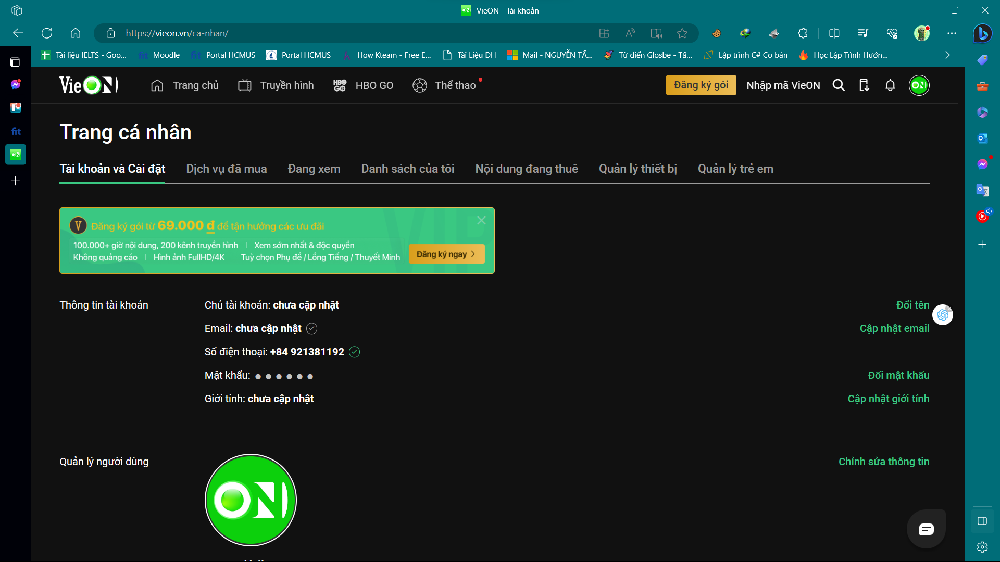 VieON - Tài khoản
https://vieon.vn/ca-nhan/
Tài liệu IELTS - Goo...
fit Moodle
fit Portal HCMUS
Portal HCMUS
How Kteam - Free E...
Tài Liệu ĐH
Mail - NGUYỄN TẤ...
Từ điển Glosbe - Tấ...
Lập trình C# Cơ bản
Học Lập Trình Hướn...
fit
VieON
Trang chủ
Truyền hình
HBO GO HBO GO
Thể thao
Đăng ký gói
Nhập mã VieON
ON
Trang cá nhân
Tài khoản và Cài đặt
Dịch vụ đã mua
Đang xem
Danh sách của tôi
Nội dung đang thuê
Quản lý thiết bị
Quản lý trẻ em
V Đăng ký gói từ 69.000 đ để tận hưởng các ưu đãi
100.000+ giờ nội dung, 200 kênh truyền hình | Xem sớm nhất & độc quyền
Không quảng cáo | Hình ảnh FullHD/4K | Tuỳ chọn Phụ đề / Lồng Tiếng / Thuyết Minh
VIP
Đăng ký ngay
Thông tin tài khoản
Chủ tài khoản: chưa cập nhật
Đổi tên
Email: chưa cập nhật
Cập nhật email
Số điện thoại: +84 921381192
Mật khẩu: ● ● ● ● ● ●
Đổi mật khẩu
Giới tính: chưa cập nhật
Cập nhật giới tính
Quản lý người dùng
Chỉnh sửa thông tin
ON